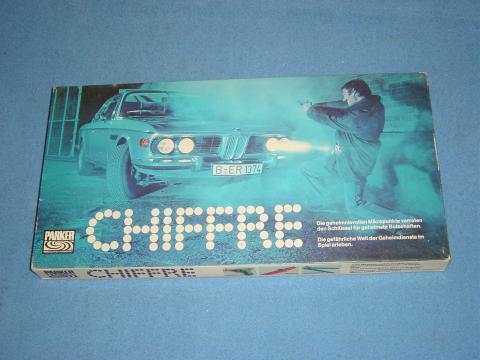 B-ER 1374
CHIFFRE
Die geheimnisvollen Mikropunkte verraten
den Schlüssel für geheimste Botschaften.
Die gefährliche Welt der Geheimdienste im
Spiel erleben.
PARKER
PARKER
CHIFFRE